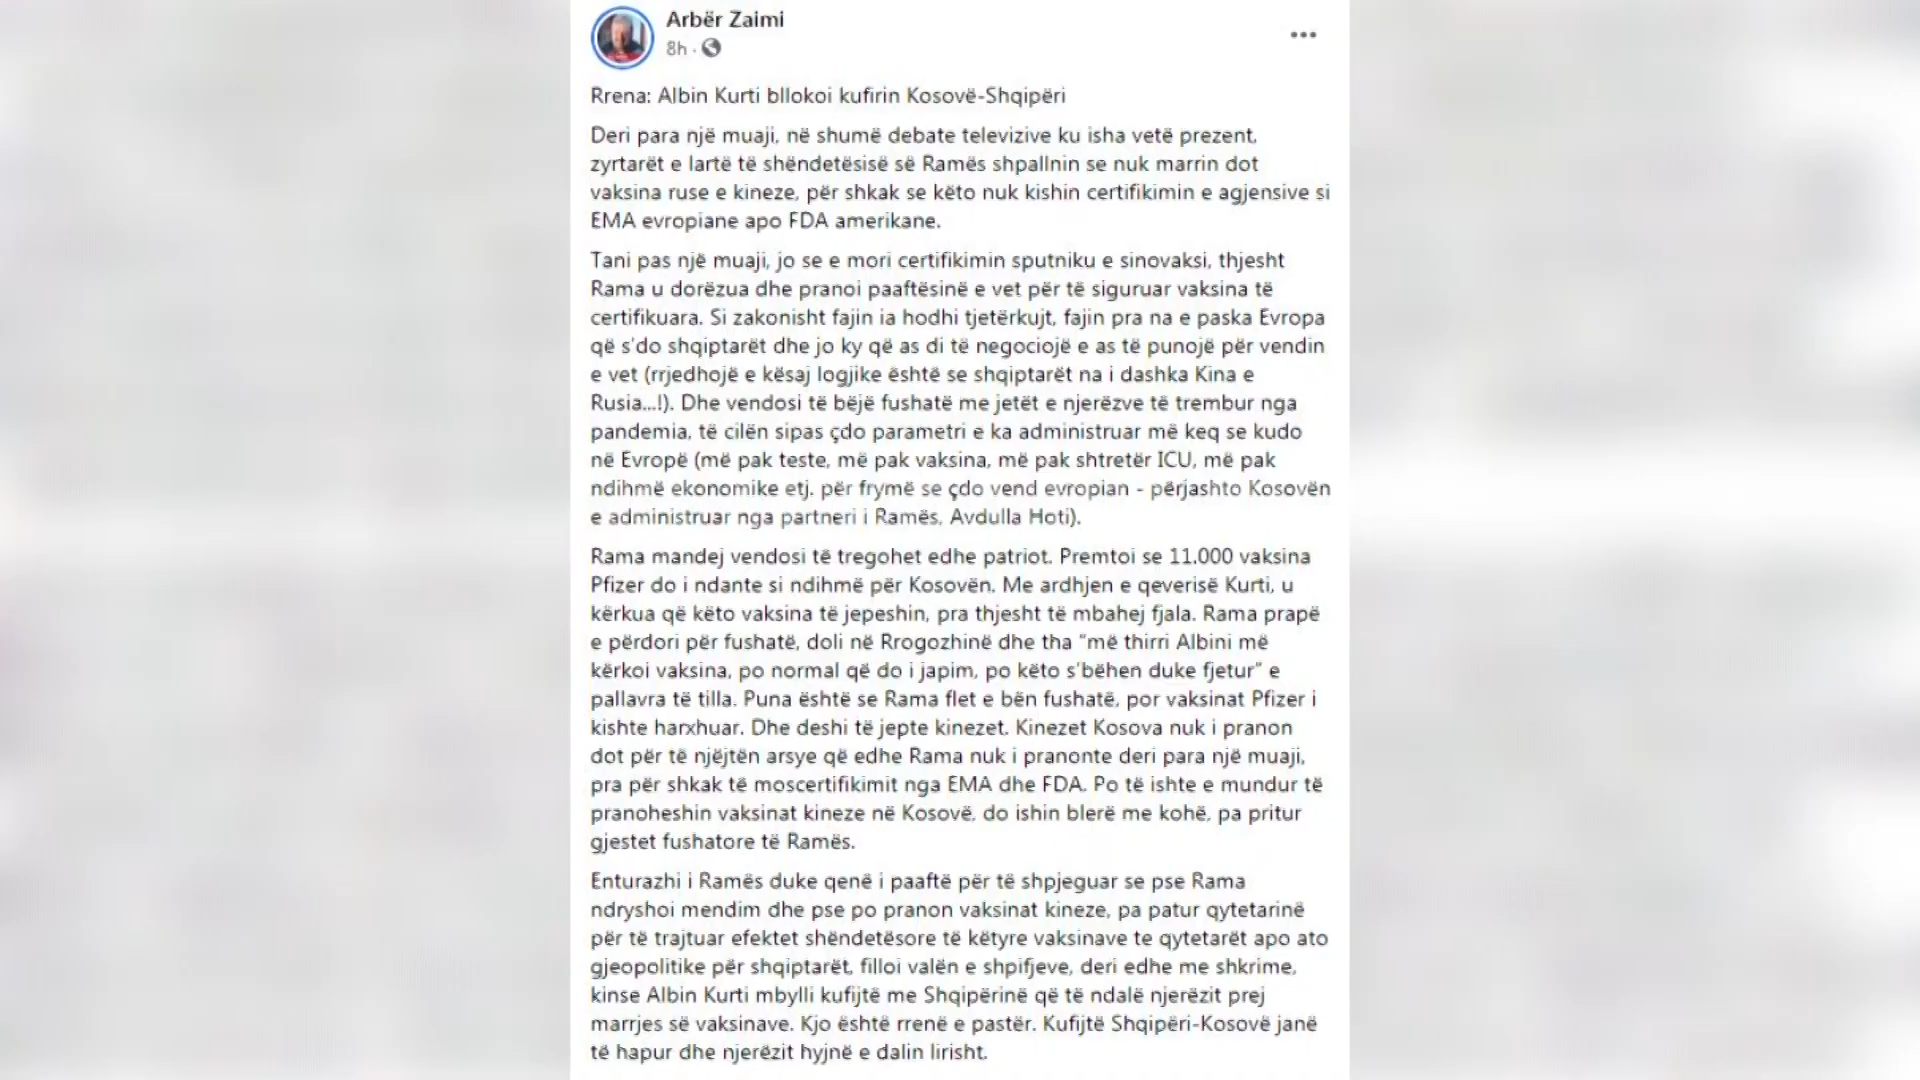 Arbër Zaimi
8h ·
Rrena: Albin Kurti bllokoi kufirin Kosovë-Shqipëri
Deri para një muaji, në shumë debate televizive ku isha vetë prezent,
zyrtarët e lartë të shëndetësisë së Ramës shpallnin se nuk marrin dot
vaksina ruse e kineze, për shkak se këto nuk kishin certifikimin e agjensive si
EMA evropiane apo FDA amerikane.
Tani pas një muaji, jo se e mori certifikimin sputniku e sinovaksi, thjesht
Rama u dorëzua dhe pranoi paaftësinë e vet për të siguruar vaksina të
certifikuara. Si zakonisht fajin ia hodhi tjetërkujt, fajin pra na e paska Evropa
që s'do shqiptarët dhe jo ky që as di të negociojë e as të punojë për vendin
e vet (rrjedhojë e kësaj logjike është se shqiptarët na i dashka Kina e
Rusia...!). Dhe vendosi të bëjë fushatë me jetët e njerëzve të trembur nga
pandemia, të cilën sipas çdo parametri e ka administruar më keq se kudo
në Evropë (më pak teste, më pak vaksina, më pak shtretër ICU, më pak
ndihmë ekonomike etj. për frymë se çdo vend evropian - përjashto Kosovën
e administruar nga partneri i Ramës, Avdulla Hoti).
Rama mandej vendosi të tregohet edhe patriot. Premtoi se 11.000 vaksina
Pfizer do i ndante si ndihmë për Kosovën. Me ardhjen e qeverisë Kurti, u
kërkua që këto vaksina të jepeshin, pra thjesht të mbahej fjala. Rama prapë
e përdori për fushatë, doli në Rrogozhinë dhe tha "më thirri Albini më
kërkoi vaksina, po normal që do i japim, po këto s'bëhen duke fjetur" e
pallavra të tilla. Puna është se Rama flet e bën fushatë, por vaksinat Pfizer i
kishte harxhuar. Dhe deshi të jepte kinezet. Kinezet Kosova nuk i pranon
dot për të njëjtën arsye që edhe Rama nuk i pranonte deri para një muaji,
pra për shkak të moscertifikimit nga EMA dhe FDA. Po të ishte e mundur të
pranoheshin vaksinat kineze në Kosovë, do ishin blerë me kohë, pa pritur
gjestet fushatore të Ramës.
Enturazhi i Ramës duke qenë i paaftë për të shpjeguar se pse Rama
ndryshoi mendim dhe pse po pranon vaksinat kineze, pa patur qytetarinë
për të trajtuar efektet shëndetësore të këtyre vaksinave te qytetarët apo ato
gjeopolitike për shqiptarët, filloi valën e shpifjeve, deri edhe me shkrime,
kinse Albin Kurti mbylli kufijtë me Shqipërinë që të ndalë njerëzit prej
marrjes së vaksinave. Kjo është rrenë e pastër. Kufijtë Shqipëri-Kosovë janë
të hapur dhe njerëzit hyjnë e dalin lirisht.